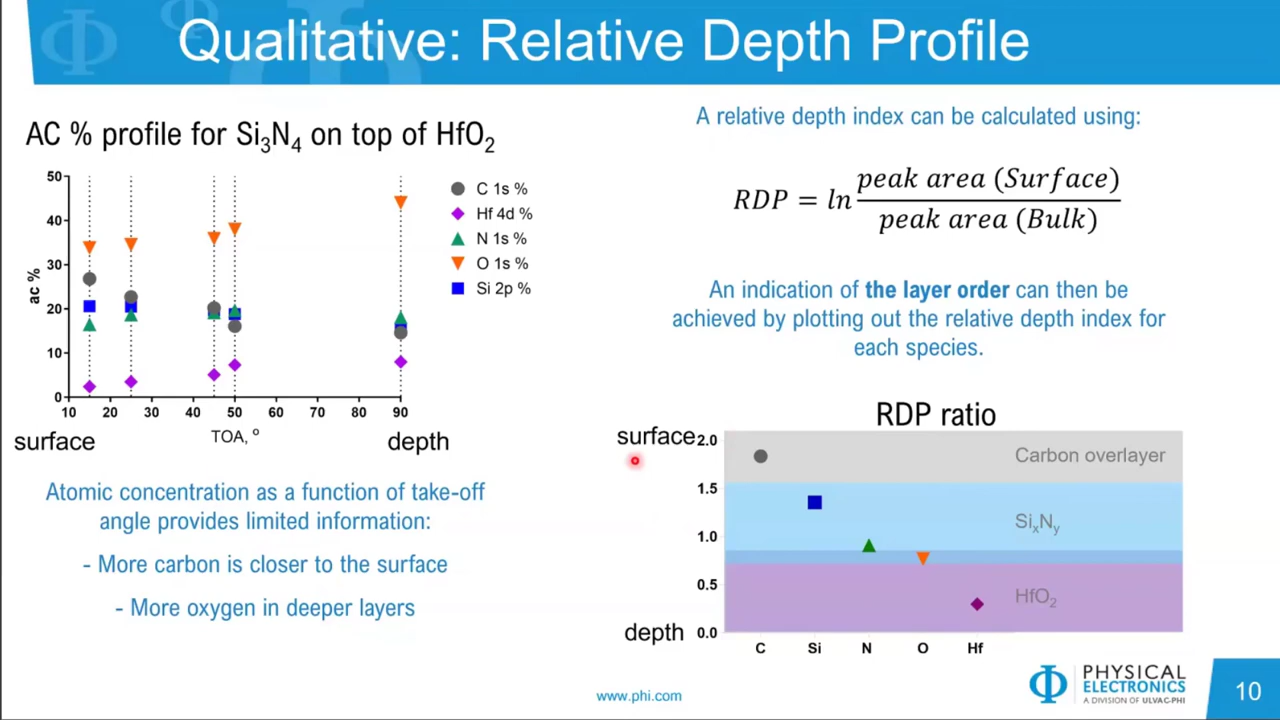 Qualitative: Relative Depth Profile
AC % profile for Si₃N₄ on top of HfO₂
50
40
30
20
10
0
ac %
10 20 30 40 50 60 70 80 90
TOA, º
surface
depth
C 1s %
Hf 4d %
N 1s %
O 1s %
Si 2p %
Atomic concentration as a function of take-off
angle provides limited information:
- More carbon is closer to the surface
- More oxygen in deeper layers
A relative depth index can be calculated using:
RDP = ln peak area (Surface) / peak area (Bulk)
An indication of the layer order can then be
achieved by plotting out the relative depth index for
each species.
RDP ratio
surface
depth
2.0
1.5
1.0
0.5
0.0
Carbon overlayer
SiₓNᵧ
HfO₂
C Si N O Hf
www.phi.com
PHYSICAL
ELECTRONICS
A DIVISION OF ULVAC-PHI
10